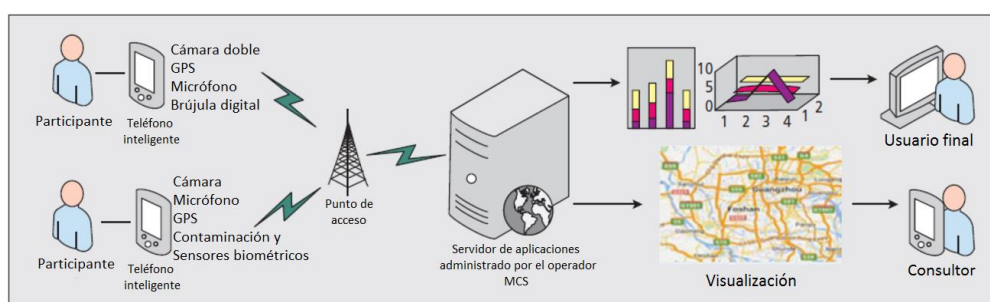 Cámara doble
GPS
Micrófono
Brújula digital
Participante
Teléfono
inteligente
Cámara
Micrófono
GPS
Contaminación y
Sensores biométricos
Participante
Teléfono
inteligente
Punto de
acceso
Servidor de aplicaciones
administrado por el operador
MCS
10
5
0
1 2 3 4 1 2
Usuario final
Guangzhou
Foshan
Visualización
Consultor